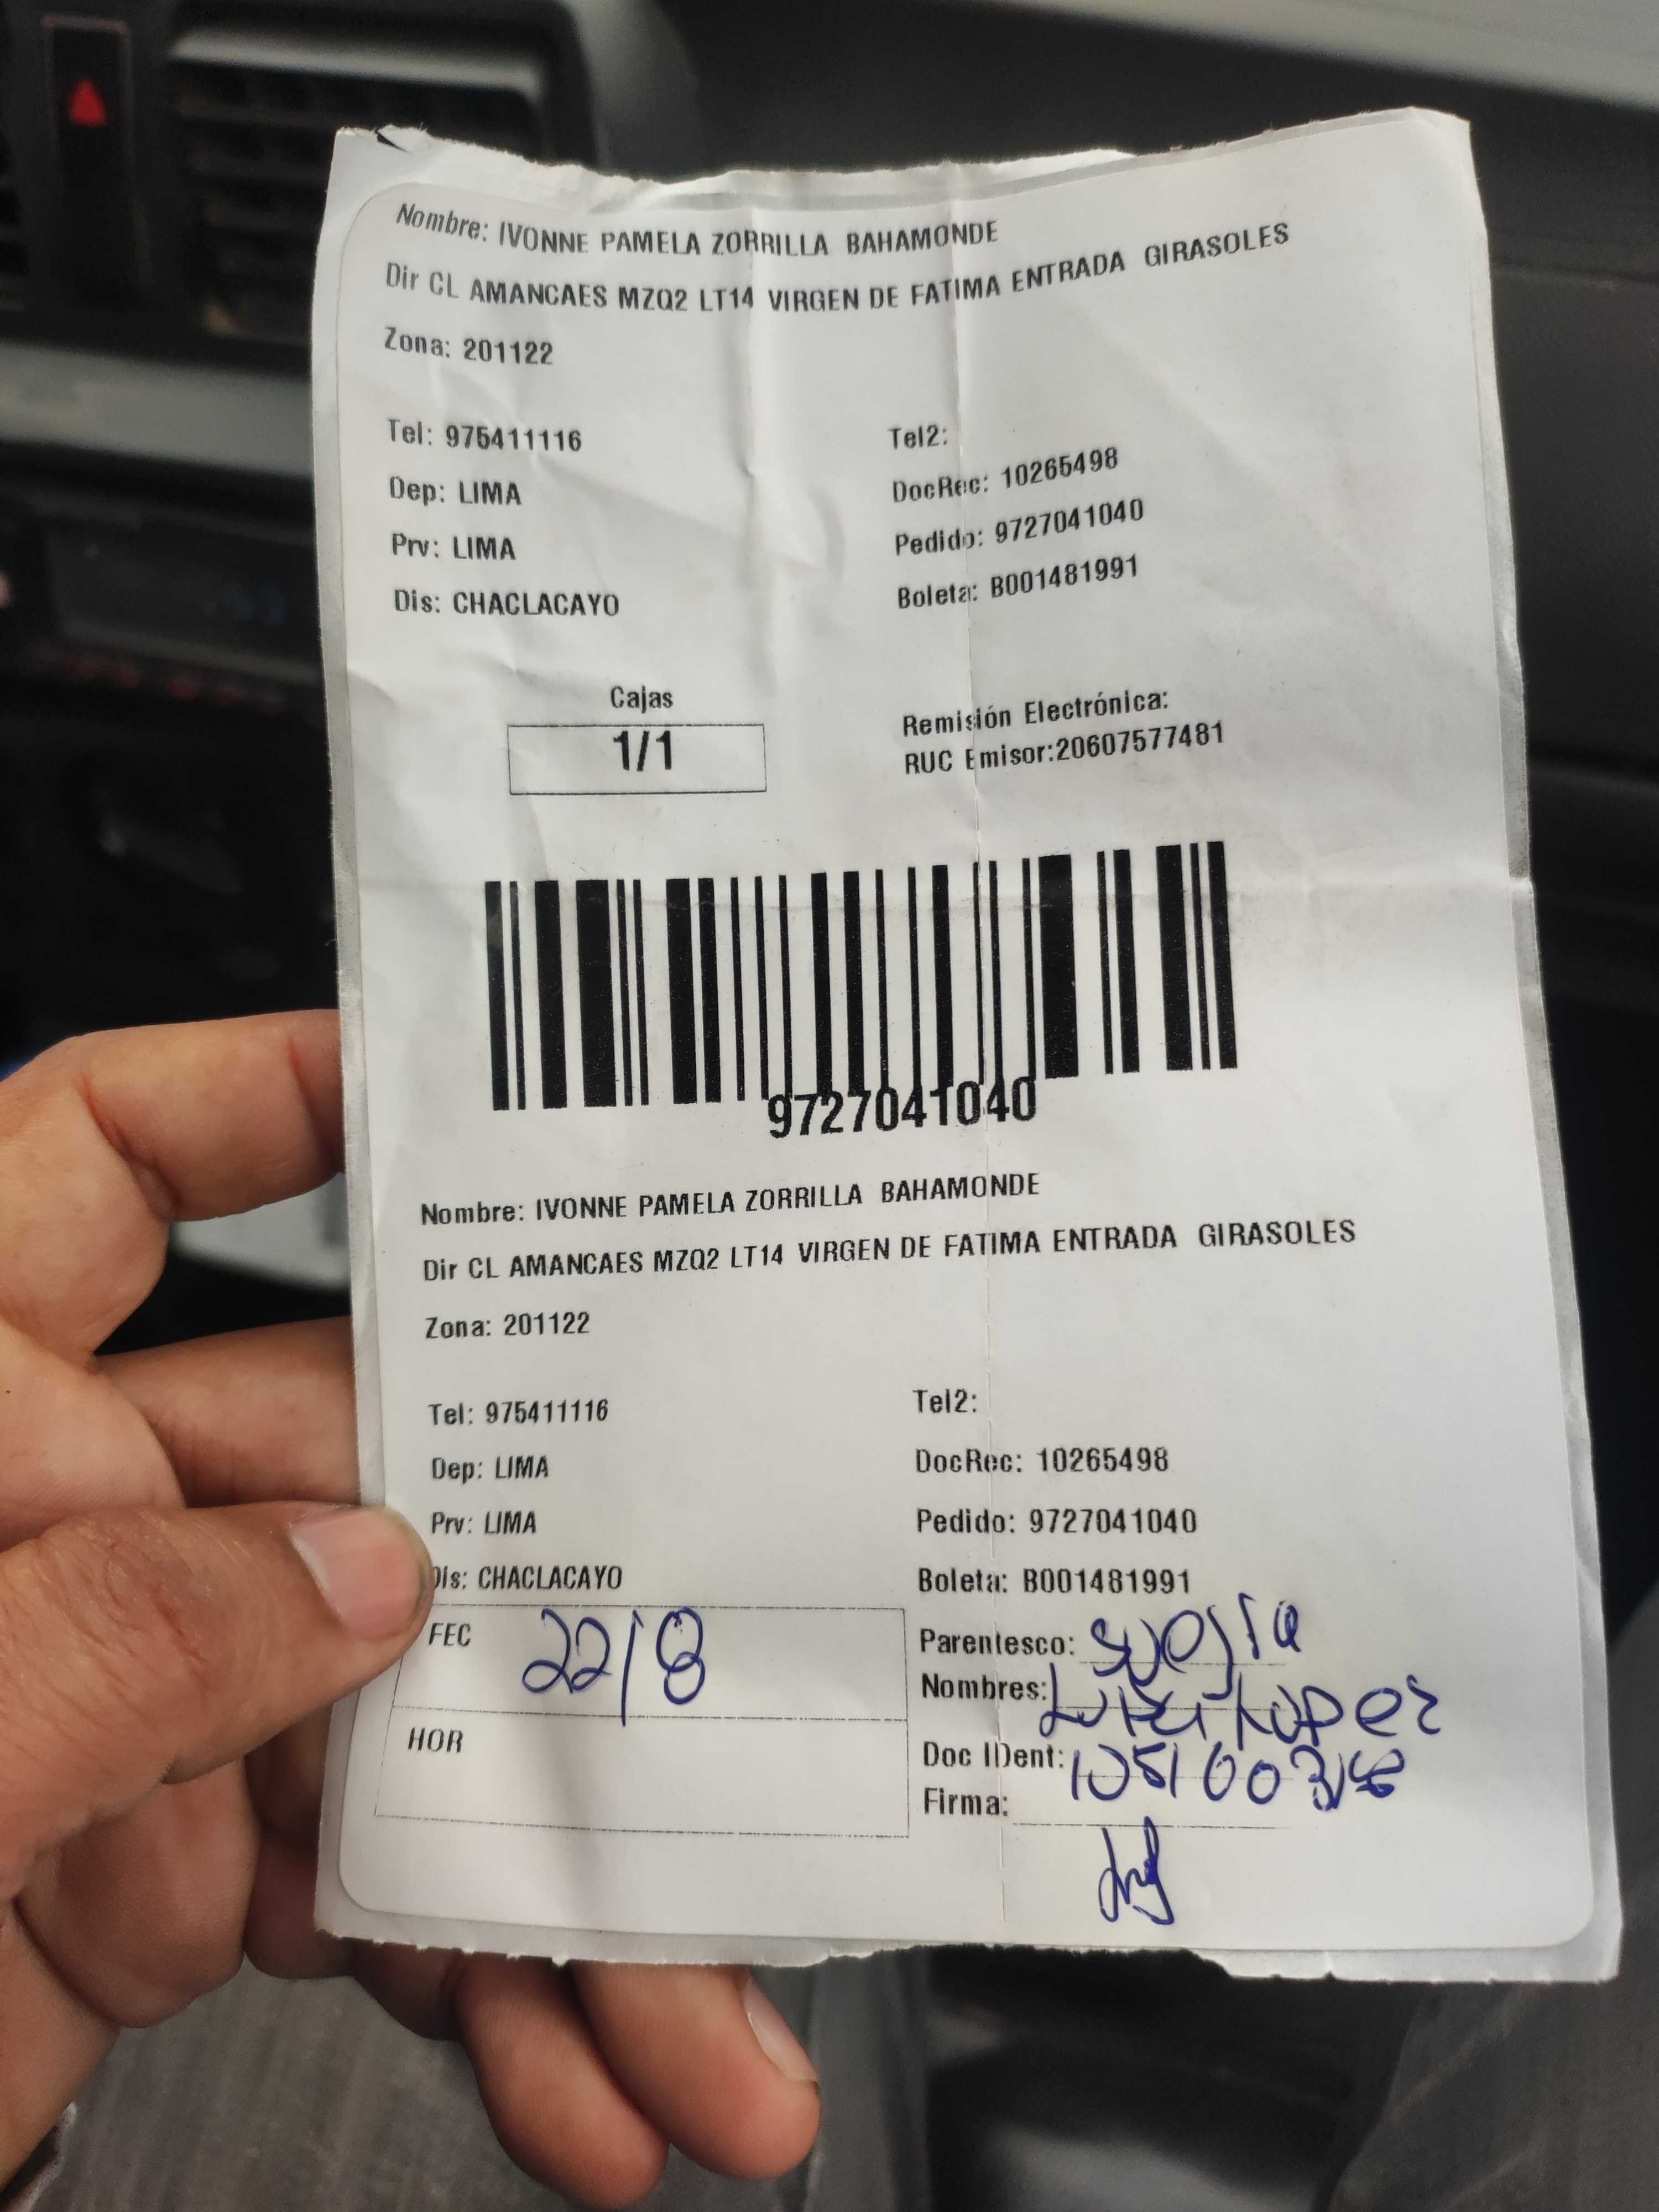 Nombre: IVONNE PAMELA ZORRILLA BAHAMONDE
Dir CL AMANCAES MZQ2 LT14 VIRGEN DE FATIMA ENTRADA GIRASOLES
Zona: 201122
Tel: 975411116 Tel2:
Dep: LIMA DocRec: 10265498
Prv: LIMA Pedido: 9727041040
Dis: CHACLACAYO Boleta: B001481991
Cajas
1/1
Remisión Electrónica:
RUC Emisor:20607577481
9727041040
Nombre: IVONNE PAMELA ZORRILLA BAHAMONDE
Dir CL AMANCAES MZQ2 LT14 VIRGEN DE FATIMA ENTRADA GIRASOLES
Zona: 201122
Tel: 975411116 Tel2:
Dep: LIMA DocRec: 10265498
Prv: LIMA Pedido: 9727041040
Dis: CHACLACAYO Boleta: B001481991
FEC 22/8
HOR
Parentesco: suegra
Nombres:
Doc IDent:
Firma: